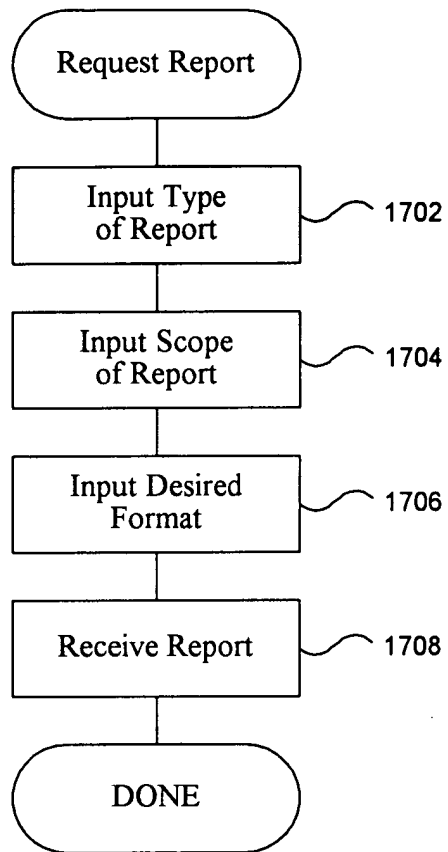 Request Report
Input Type
of Report
1702
Input Scope
of Report
1704
Input Desired
Format
1706
Receive Report
1708
DONE